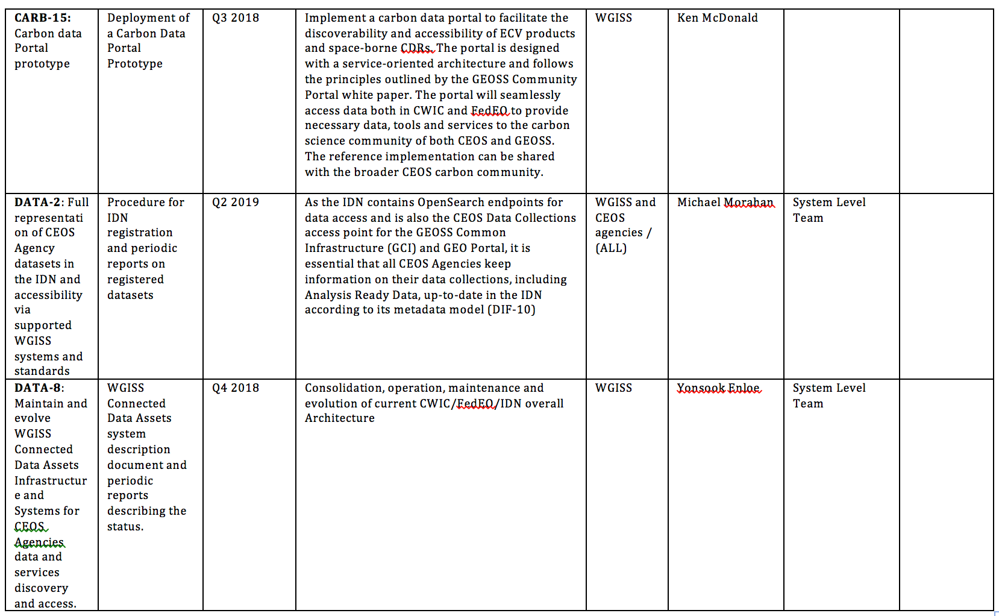 CARB-15:
Carbon data
Portal
prototype
Deployment of
a Carbon Data
Portal
Prototype
Q3 2018
Implement a carbon data portal to facilitate the
discoverability and accessibility of ECV products
and space-borne CDRs. The portal is designed
with a service-oriented architecture and follows
the principles outlined by the GEOSS Community
Portal white paper. The portal will seamlessly
access data both in CWIC and FedEO to provide
necessary data, tools and services to the carbon
science community of both CEOS and GEOSS.
The reference implementation can be shared
with the broader CEOS carbon community.
WGISS
Ken McDonald
DATA-2: Full
representati
on of CEOS
Agency
datasets in
the IDN and
accessibility
via
supported
WGISS
systems and
standards
Procedure for
IDN
registration
and periodic
reports on
registered
datasets
Q2 2019
As the IDN contains OpenSearch endpoints for
data access and is also the CEOS Data Collections
access point for the GEOSS Common
Infrastructure (GCI) and GEO Portal, it is
essential that all CEOS Agencies keep
information on their data collections, including
Analysis Ready Data, up-to-date in the IDN
according to its metadata model (DIF-10)
WGISS and
CEOS
agencies /
(ALL)
Michael Morahan
System Level
Team
DATA-8:
Maintain and
evolve
WGISS
Connected
Data Assets
Infrastructur
e and
Systems for
CEOS
Agencies
data and
services
discovery
and access.
WGISS
Connected
Data Assets
system
description
document and
periodic
reports
describing the
status.
Q4 2018
Consolidation, operation, maintenance and
evolution of current CWIC/FedEO/IDN overall
Architecture
WGISS
Yonsook Enloe
System Level
Team